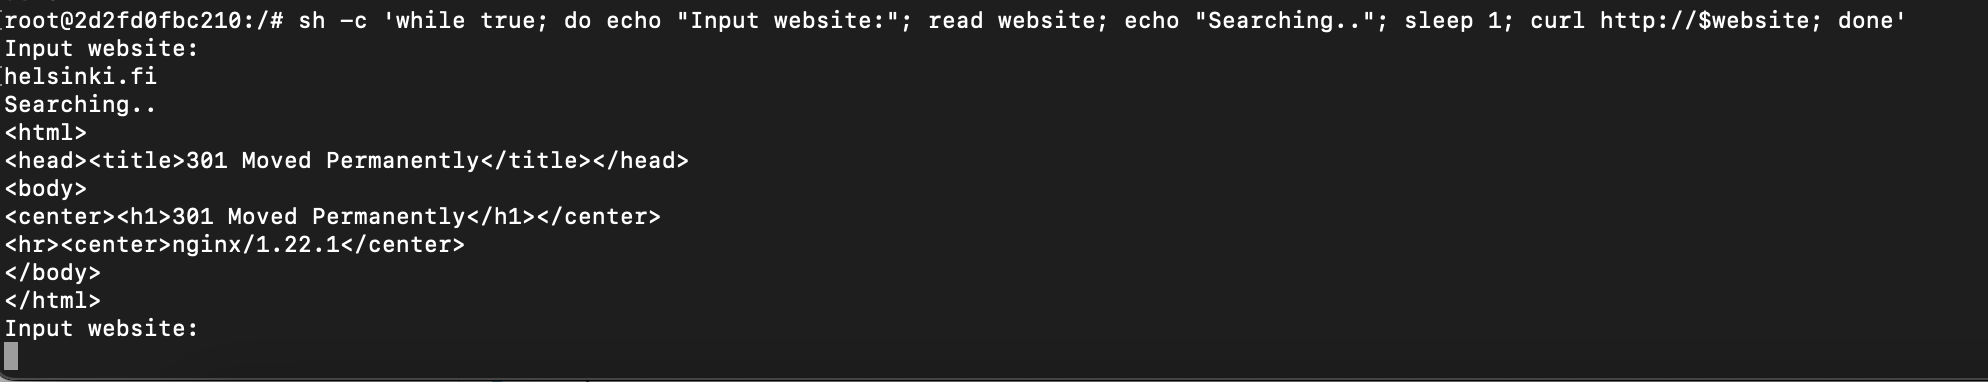 root@2d2fd0fbc210:/# sh -c 'while true; do echo "Input website:"; read website; echo "Searching.."; sleep 1; curl http://$website; done'
Input website:
helsinki.fi
Searching..
<html>
<head><title>301 Moved Permanently</title></head>
<body>
<center><h1>301 Moved Permanently</h1></center>
<hr><center>nginx/1.22.1</center>
</body>
</html>
Input website: